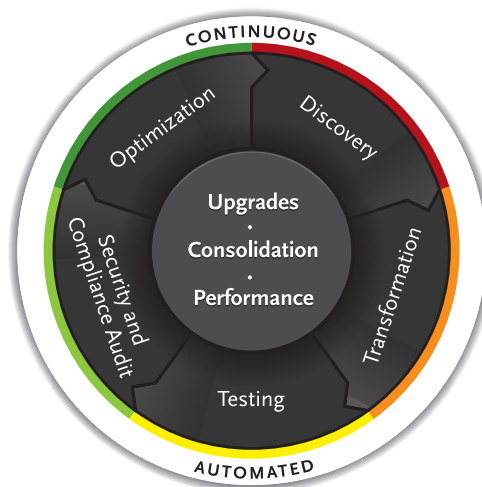 CONTINUOUS
Discovery
Transformation
Testing
Security and
Compliance Audit
Optimization
Upgrades
·
Consolidation
·
Performance
AUTOMATED